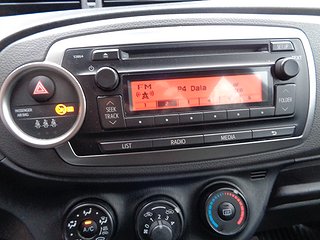 FM
P4 Dala
PASSENGER
AIRBAG
SEEK
TRACK
FOLDER
LIST
RADIO
MEDIA
A/C